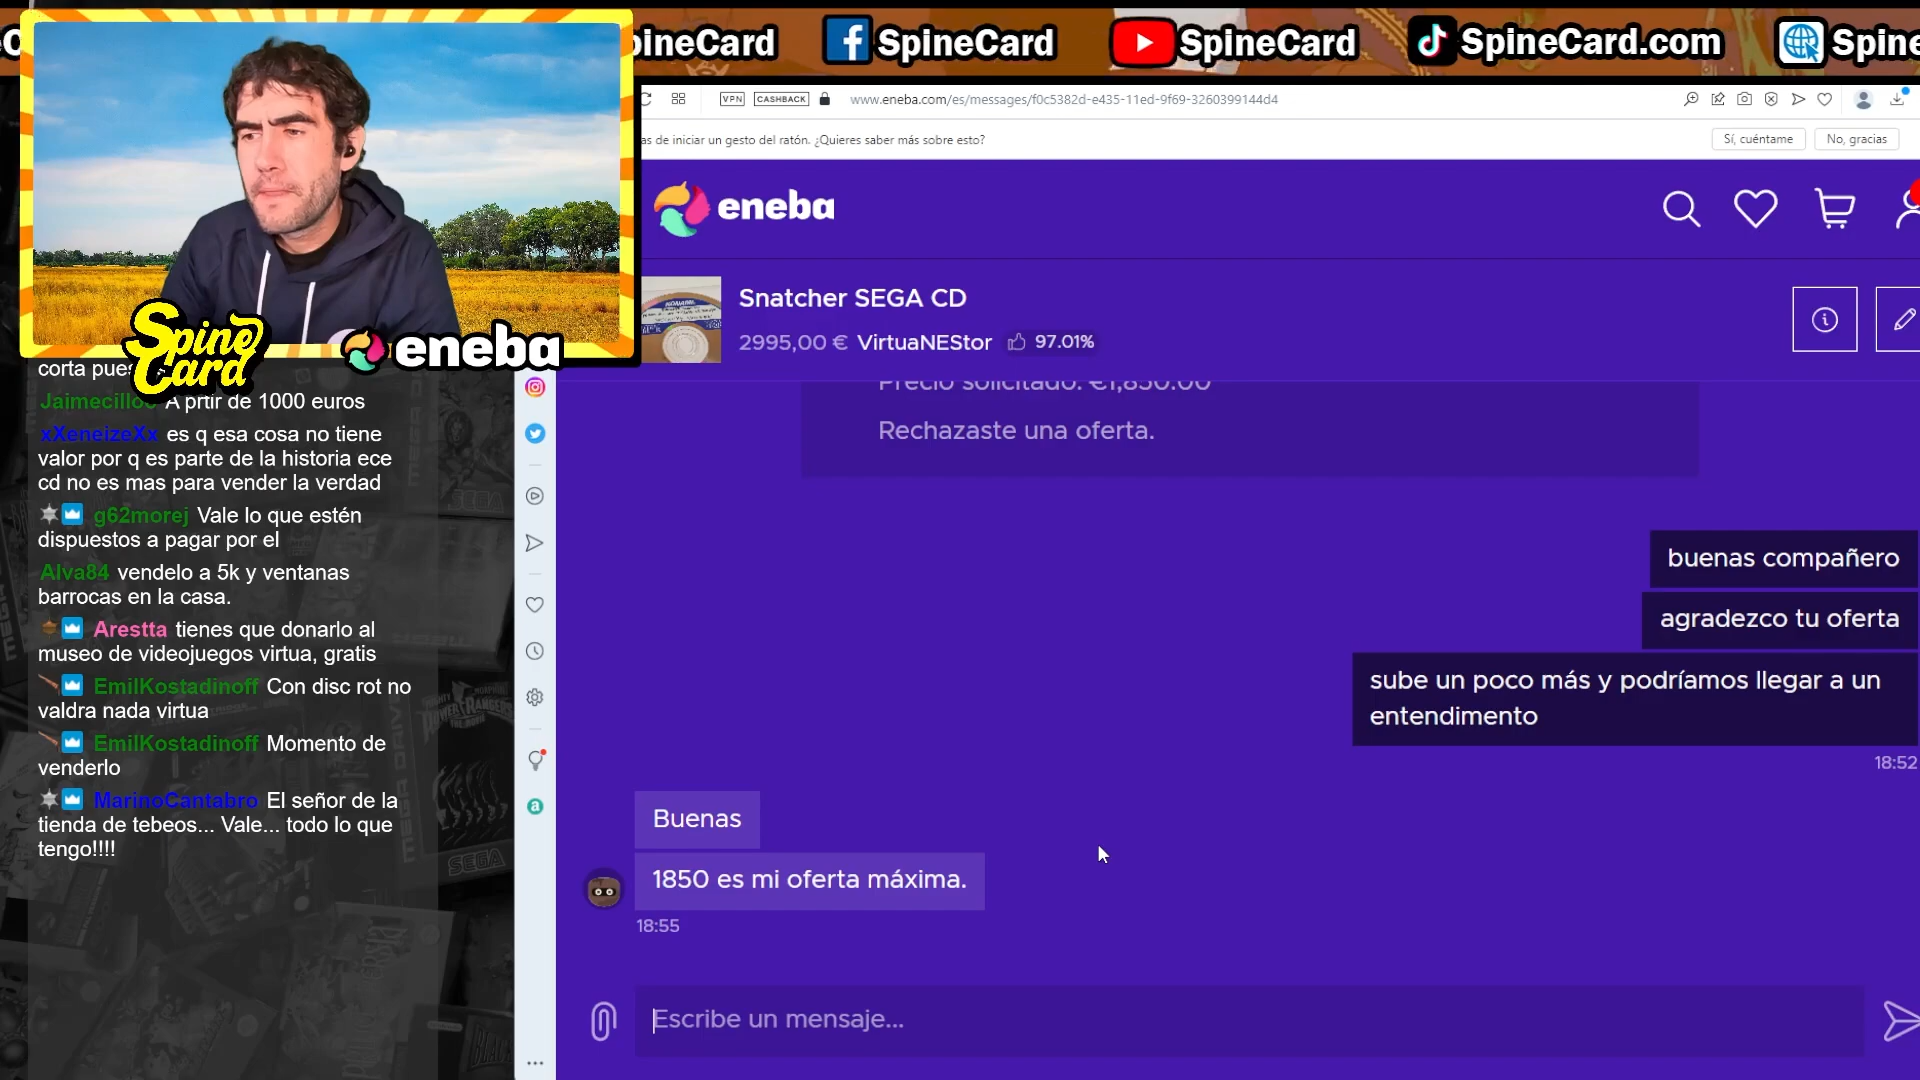 pineCard
SpineCard
SpineCard
SpineCard.com
Spine
VPN
CASHBACK
www.eneba.com/es/messages/f0c5382d-e435-11ed-9f69-3260399144d4
as de iniciar un gesto del ratón. ¿Quieres saber más sobre esto?
Sí, cuéntame
No, gracias
eneba
Snatcher SEGA CD
2995,00 € VirtuaNEStor 97.01%
Precio solicitado: €1,850.00
Rechazaste una oferta.
buenas compañero
agradezco tu oferta
sube un poco más y podríamos llegar a un
entendimento
18:52
Buenas
1850 es mi oferta máxima.
18:55
Escribe un mensaje...
Spine
Card
eneba
corta pue
Jaimecillo A prtir de 1000 euros
xXeneizeXx es q esa cosa no tiene
valor por q es parte de la historia ece
cd no es mas para vender la verdad
g62morej Vale lo que estén
dispuestos a pagar por el
Alva84 vendelo a 5k y ventanas
barrocas en la casa.
Arestta tienes que donarlo al
museo de videojuegos virtua, gratis
EmilKostadinoff Con disc rot no
valdra nada virtua
EmilKostadinoff Momento de
venderlo
MarinoCantabro El señor de la
tienda de tebeos... Vale... todo lo que
tengo!!!!
SEGA